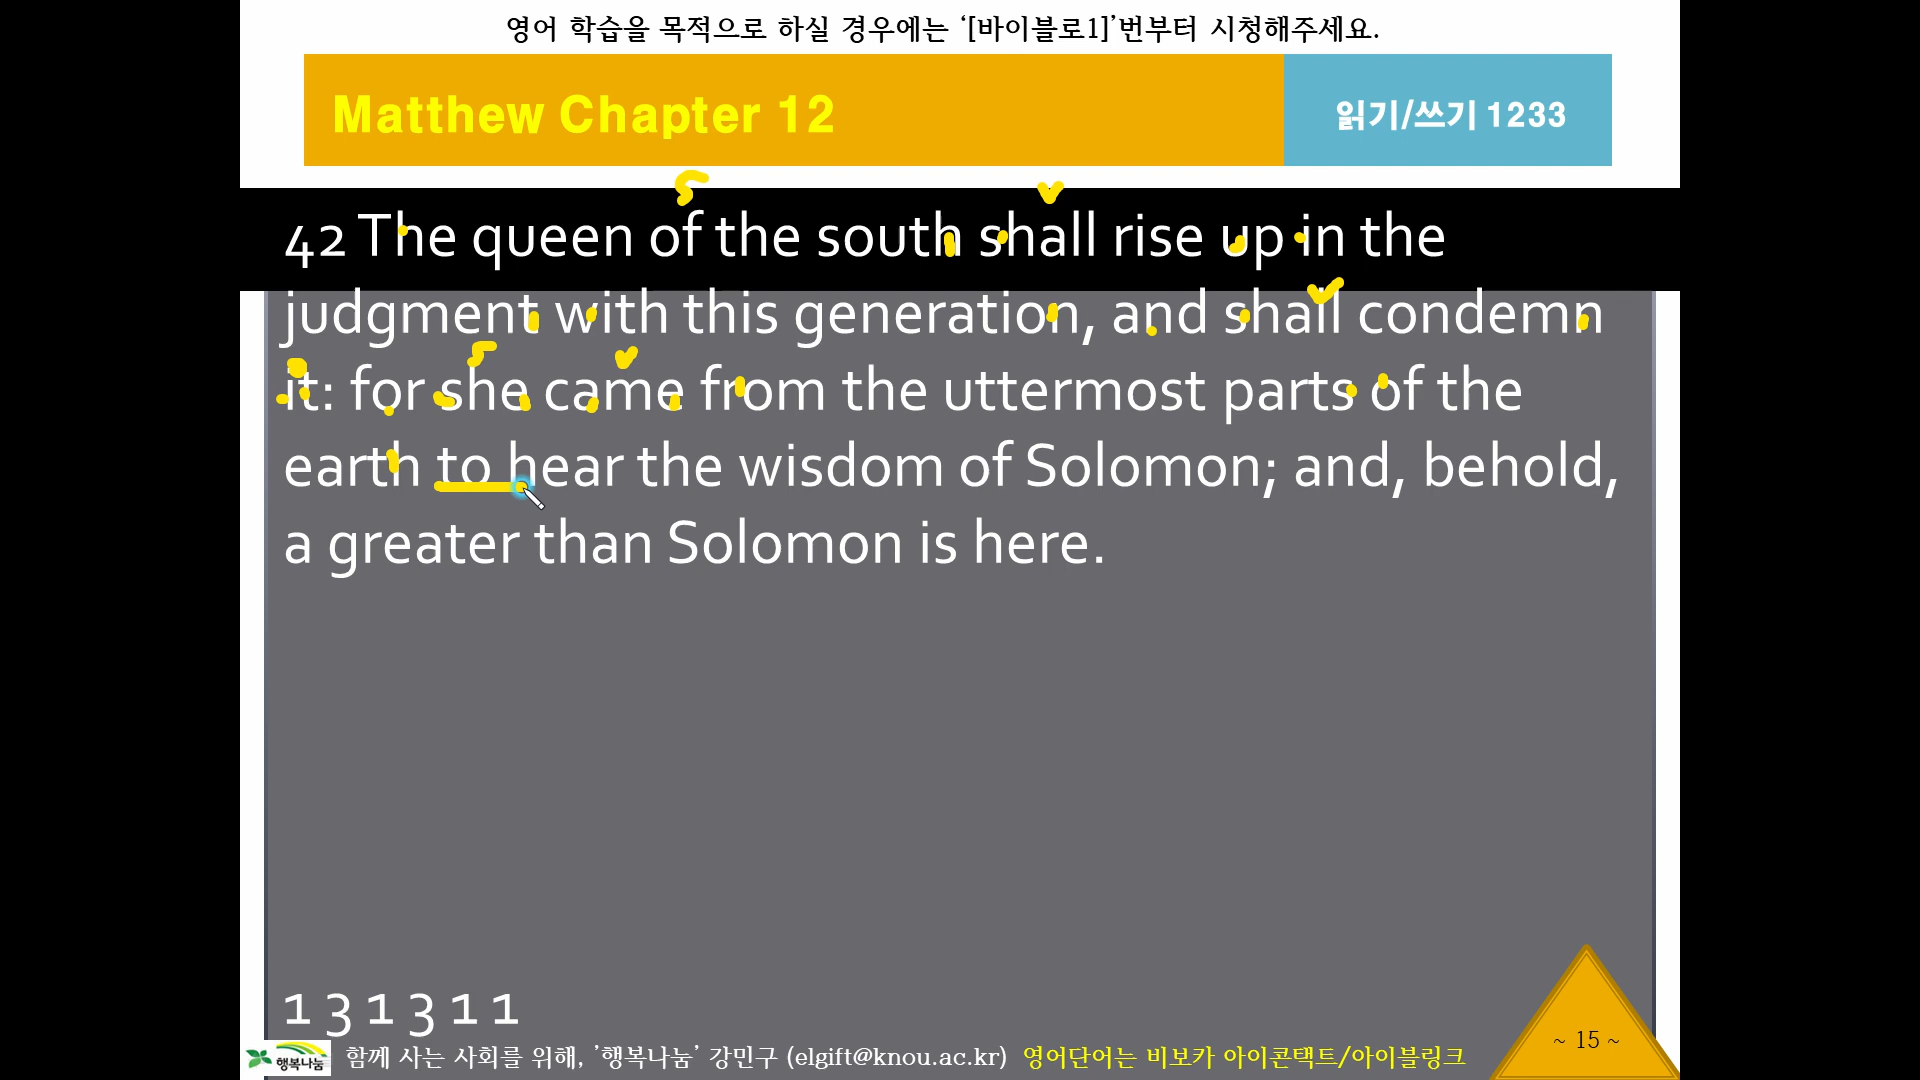 영어 학습을 목적으로 하실 경우에는 ‘[바이블로1]’번부터 시청해주세요.
Matthew Chapter 12
읽기/쓰기 1233
42 The queen of the south shall rise up in the
judgment with this generation, and shall condemn
it: for she came from the uttermost parts of the
earth to hear the wisdom of Solomon; and, behold,
a greater than Solomon is here.
1 3 1 3 1 1
~ 15 ~
행복나눔
함께 사는 사회를 위해, ’행복나눔’ 강민구 (elgift@knou.ac.kr) 영어단어는 비보카 아이콘택트/아이블링크